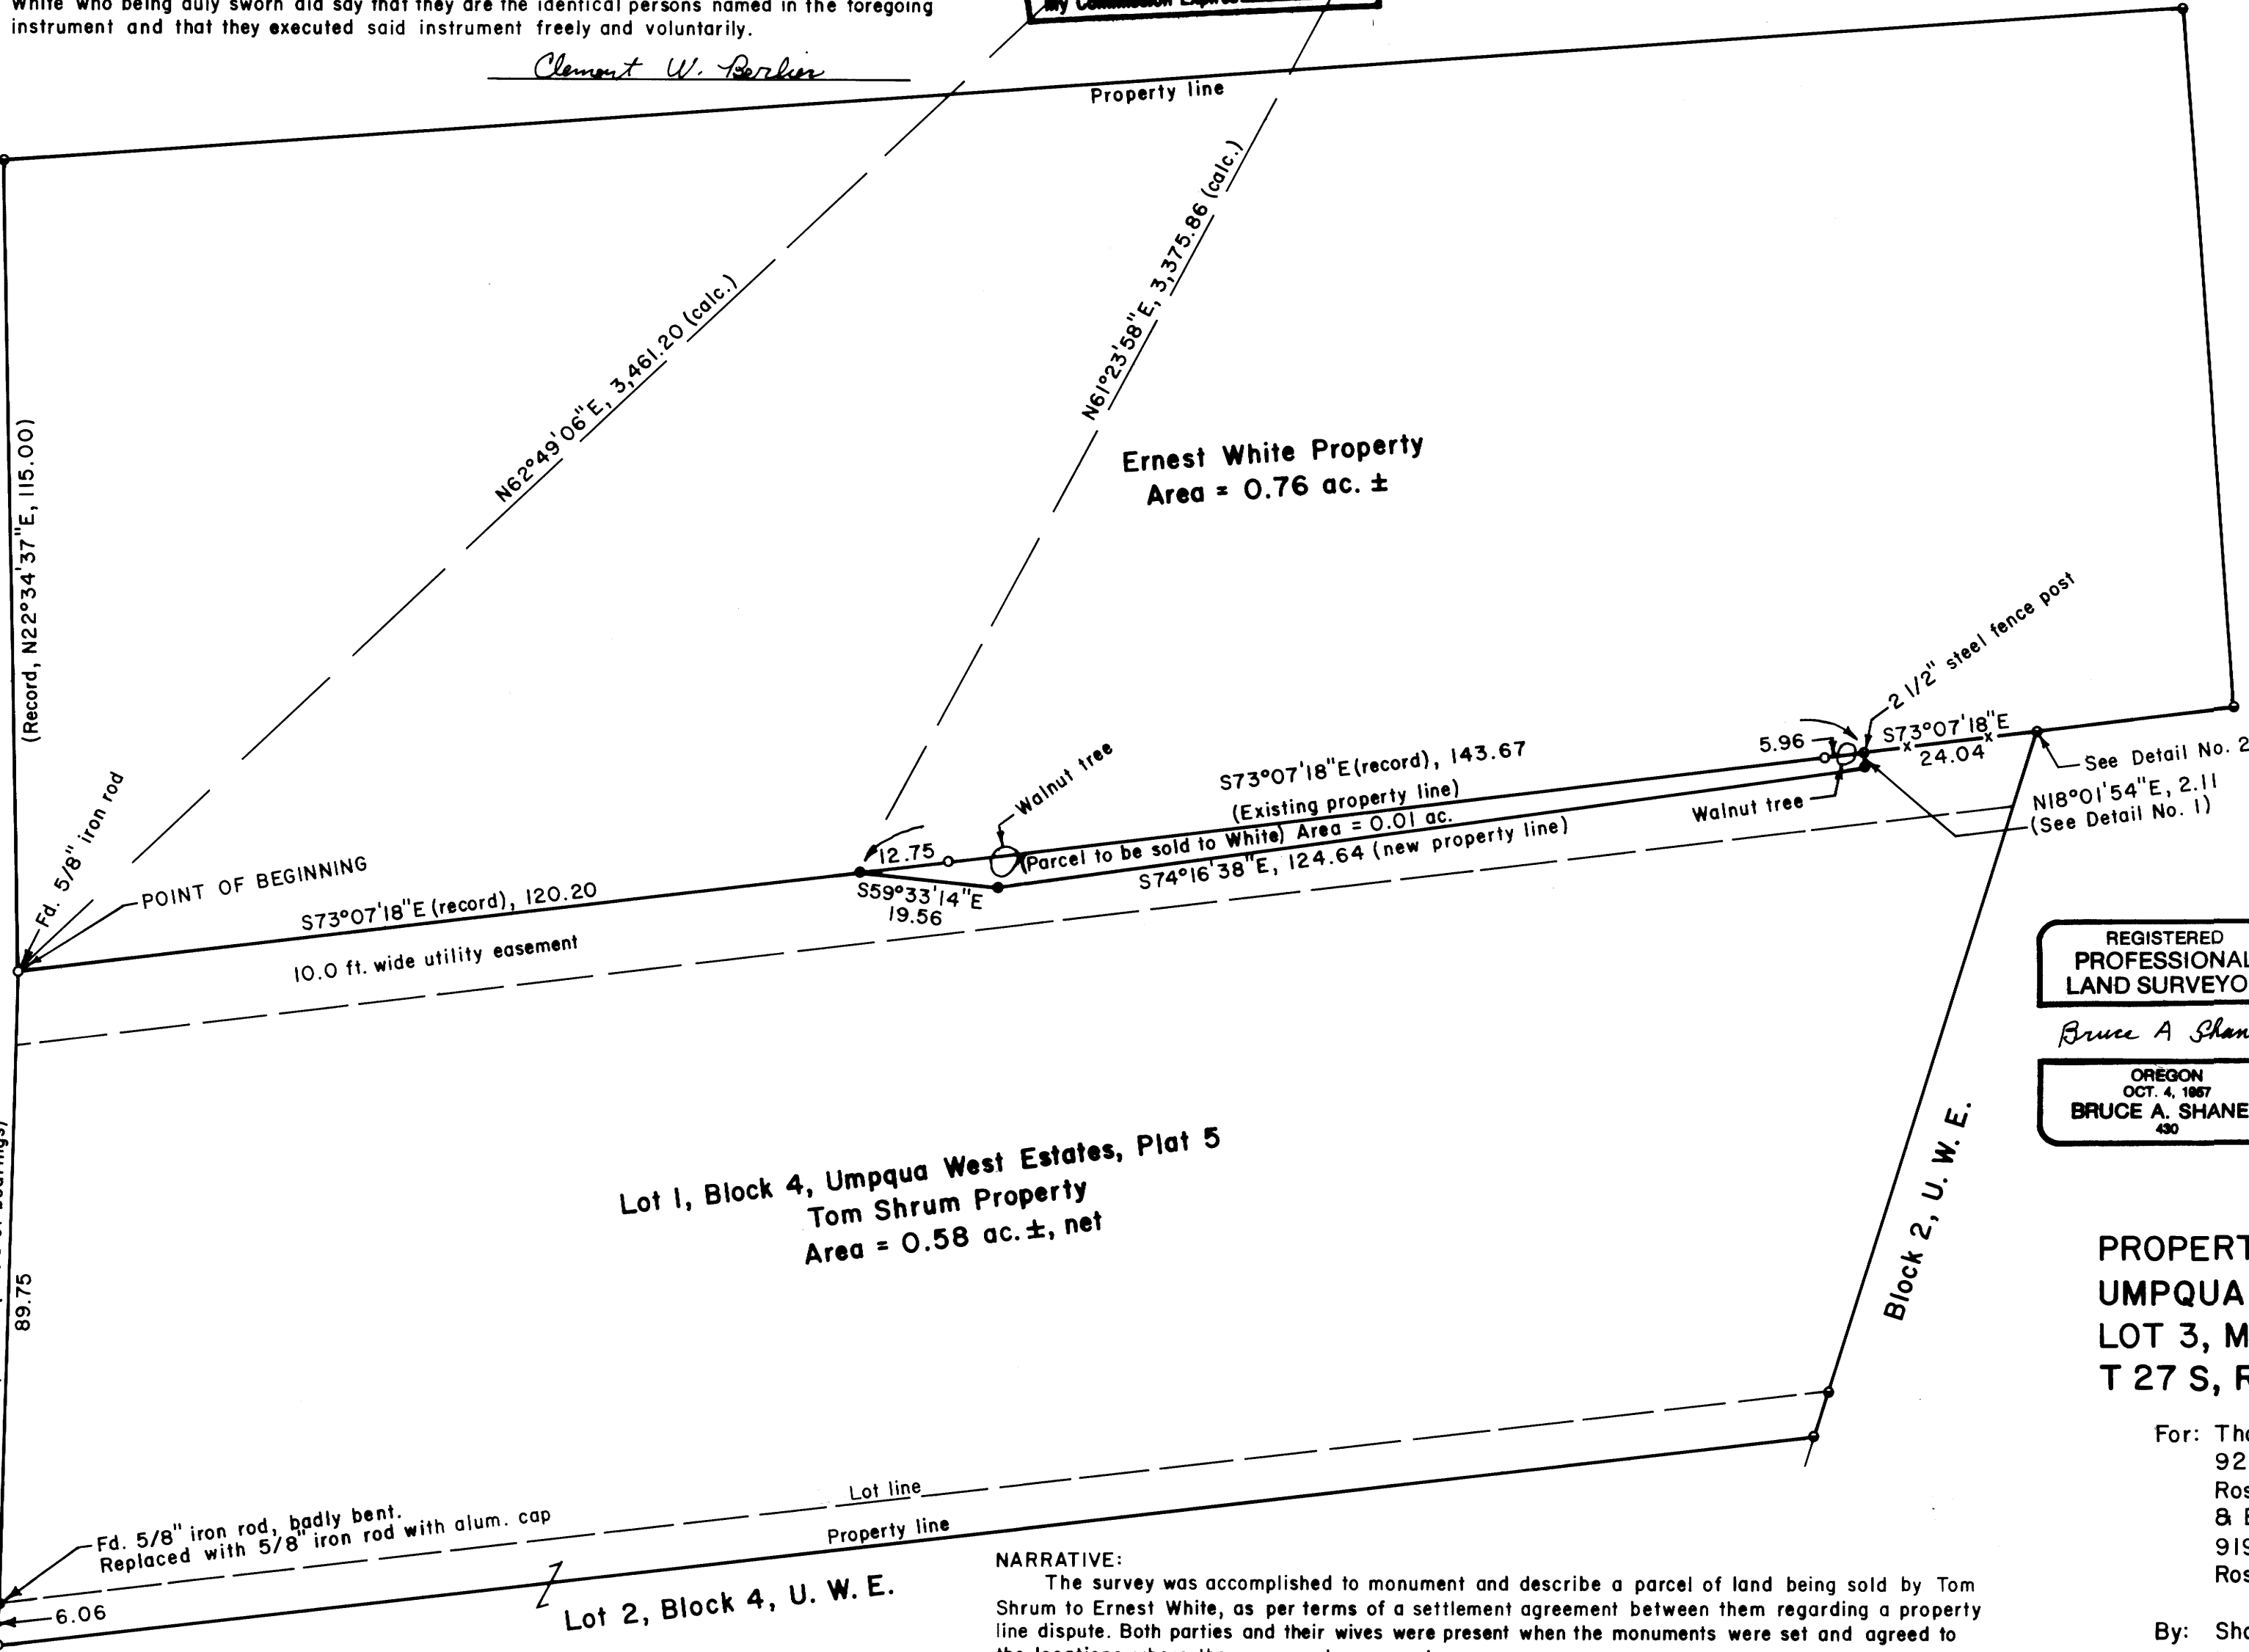 White who being duly sworn did say that they are the identical persons named in the foregoing
instrument and that they executed said instrument freely and voluntarily.
Clement W. Berlier
My Commission Expires
Property line
(Record, N22°34'37"E, 115.00)
N62°49'06"E, 3,461.20 (calc.)
N61°23'58"E, 3,375.86 (calc.)
Ernest White Property
Area = 0.76 ac. ±
2 1/2" steel fence post
S73°07'18"E
24.04
5.96
See Detail No. 2
N18°01'54"E, 2.11
(See Detail No. 1)
Walnut tree
Walnut tree
S73°07'18"E (record), 143.67
(Existing property line)
(Parcel to be sold to White) Area = 0.01 ac.
S74°16'38"E, 124.64 (new property line)
12.75
S59°33'14"E
19.56
Fd. 5/8" iron rod
POINT OF BEGINNING
S73°07'18"E (record), 120.20
10.0 ft. wide utility easement
REGISTERED
PROFESSIONAL
LAND SURVEYO
Bruce A Shan
OREGON
OCT. 4, 1957
BRUCE A. SHANE
430
Lot 1, Block 4, Umpqua West Estates, Plat 5
Tom Shrum Property
Area = 0.58 ac. ±, net
Block 2, U. W. E.
89.75
PROPERT
UMPQUA
LOT 3, M
T 27 S, R
For: Tho
92
Ros
& E
919
Ros
By: Sha
Lot line
Property line
Fd. 5/8" iron rod, badly bent.
Replaced with 5/8" iron rod with alum. cap
6.06
Lot 2, Block 4, U. W. E.
NARRATIVE:
The survey was accomplished to monument and describe a parcel of land being sold by Tom
Shrum to Ernest White, as per terms of a settlement agreement between them regarding a property
line dispute. Both parties and their wives were present when the monuments were set and agreed to